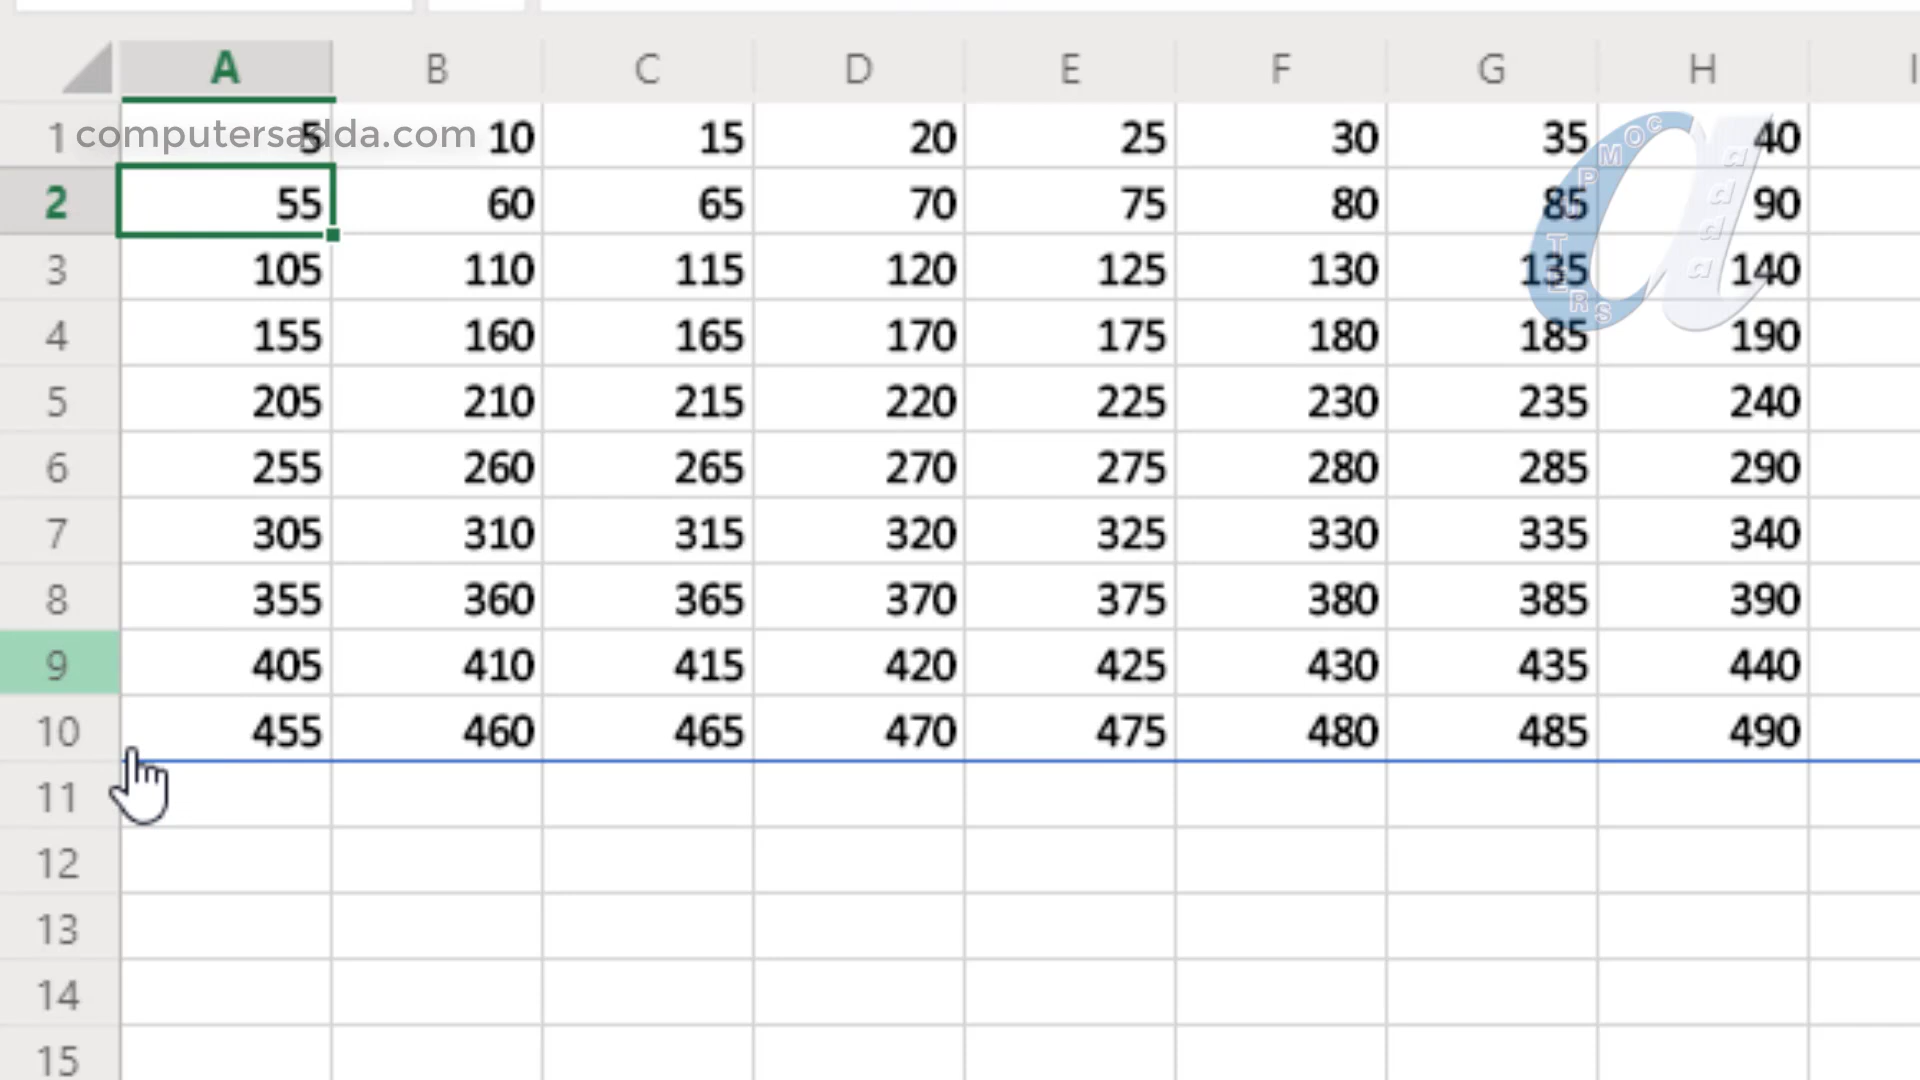 A B C D E F G H I
1 5 10 15 20 25 30 35 40
computersadda.com
COMPUTERS adda
2 55 60 65 70 75 80 85 90
3 105 110 115 120 125 130 135 140
4 155 160 165 170 175 180 185 190
5 205 210 215 220 225 230 235 240
6 255 260 265 270 275 280 285 290
7 305 310 315 320 325 330 335 340
8 355 360 365 370 375 380 385 390
9 405 410 415 420 425 430 435 440
10 455 460 465 470 475 480 485 490
11
12
13
14
15